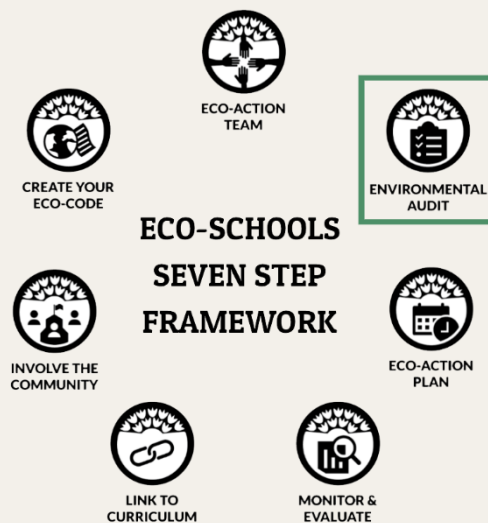 ECO-ACTION
TEAM
ENVIRONMENTAL
AUDIT
ECO-ACTION
PLAN
MONITOR &
EVALUATE
LINK TO
CURRICULUM
INVOLVE THE
COMMUNITY
CREATE YOUR
ECO-CODE
ECO-SCHOOLS
SEVEN STEP
FRAMEWORK